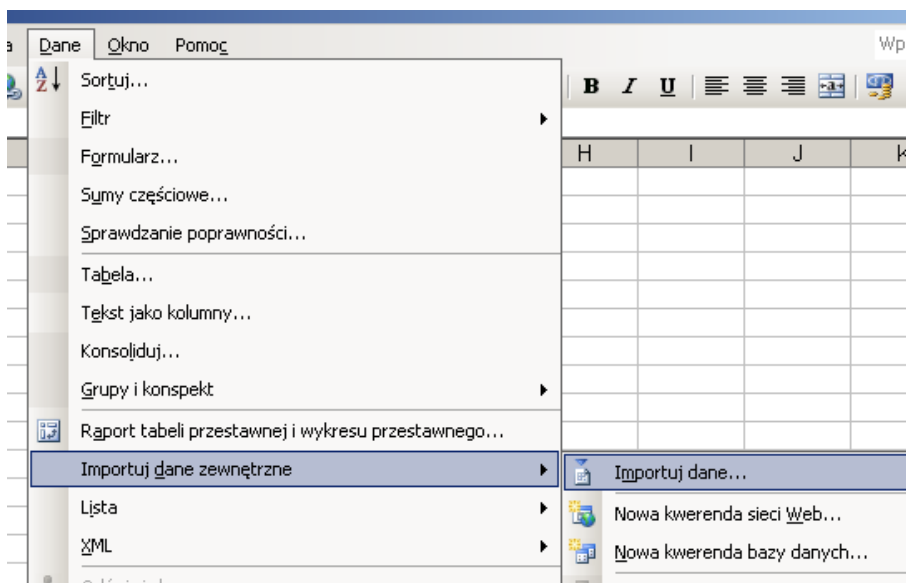 Dane Okno Pomoc
Sortuj...
B I U
Filtr
Formularz...
H I J
Sumy częściowe...
Sprawdzanie poprawności...
Tabela...
Tekst jako kolumny...
Konsoliduj...
Grupy i konspekt
Raport tabeli przestawnej i wykresu przestawnego...
Importuj dane zewnętrzne
Importuj dane...
Lista
Nowa kwerenda sieci Web...
XML
Nowa kwerenda bazy danych...